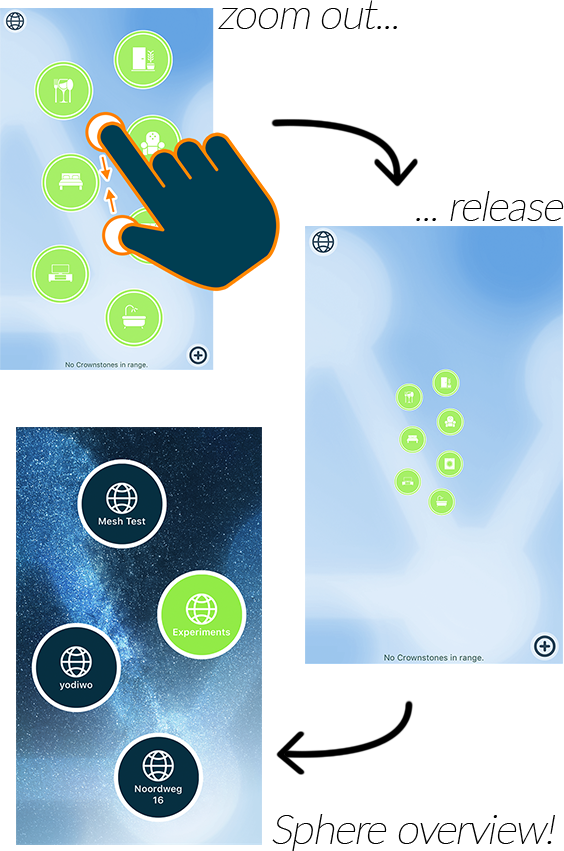 zoom out...
No Crownstones in range.
... release
No Crownstones in range.
Mesh Test
Experiments
yodiwo
Noordweg
16
Sphere overview!